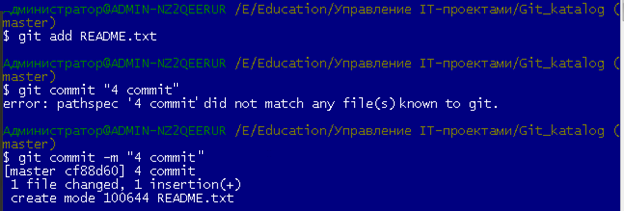 Администратор@ADMIN-NZ2QEERUR /E/Education/Управление IT-проектами/Git_katalog (
master)
$ git add README.txt
Администратор@ADMIN-NZ2QEERUR /E/Education/Управление IT-проектами/Git_katalog (
master)
$ git commit "4 commit"
error: pathspec '4 commit' did not match any file(s) known to git.
Администратор@ADMIN-NZ2QEERUR /E/Education/Управление IT-проектами/Git_katalog (
master)
$ git commit -m "4 commit"
[master cf88d60] 4 commit
1 file changed, 1 insertion(+)
create mode 100644 README.txt